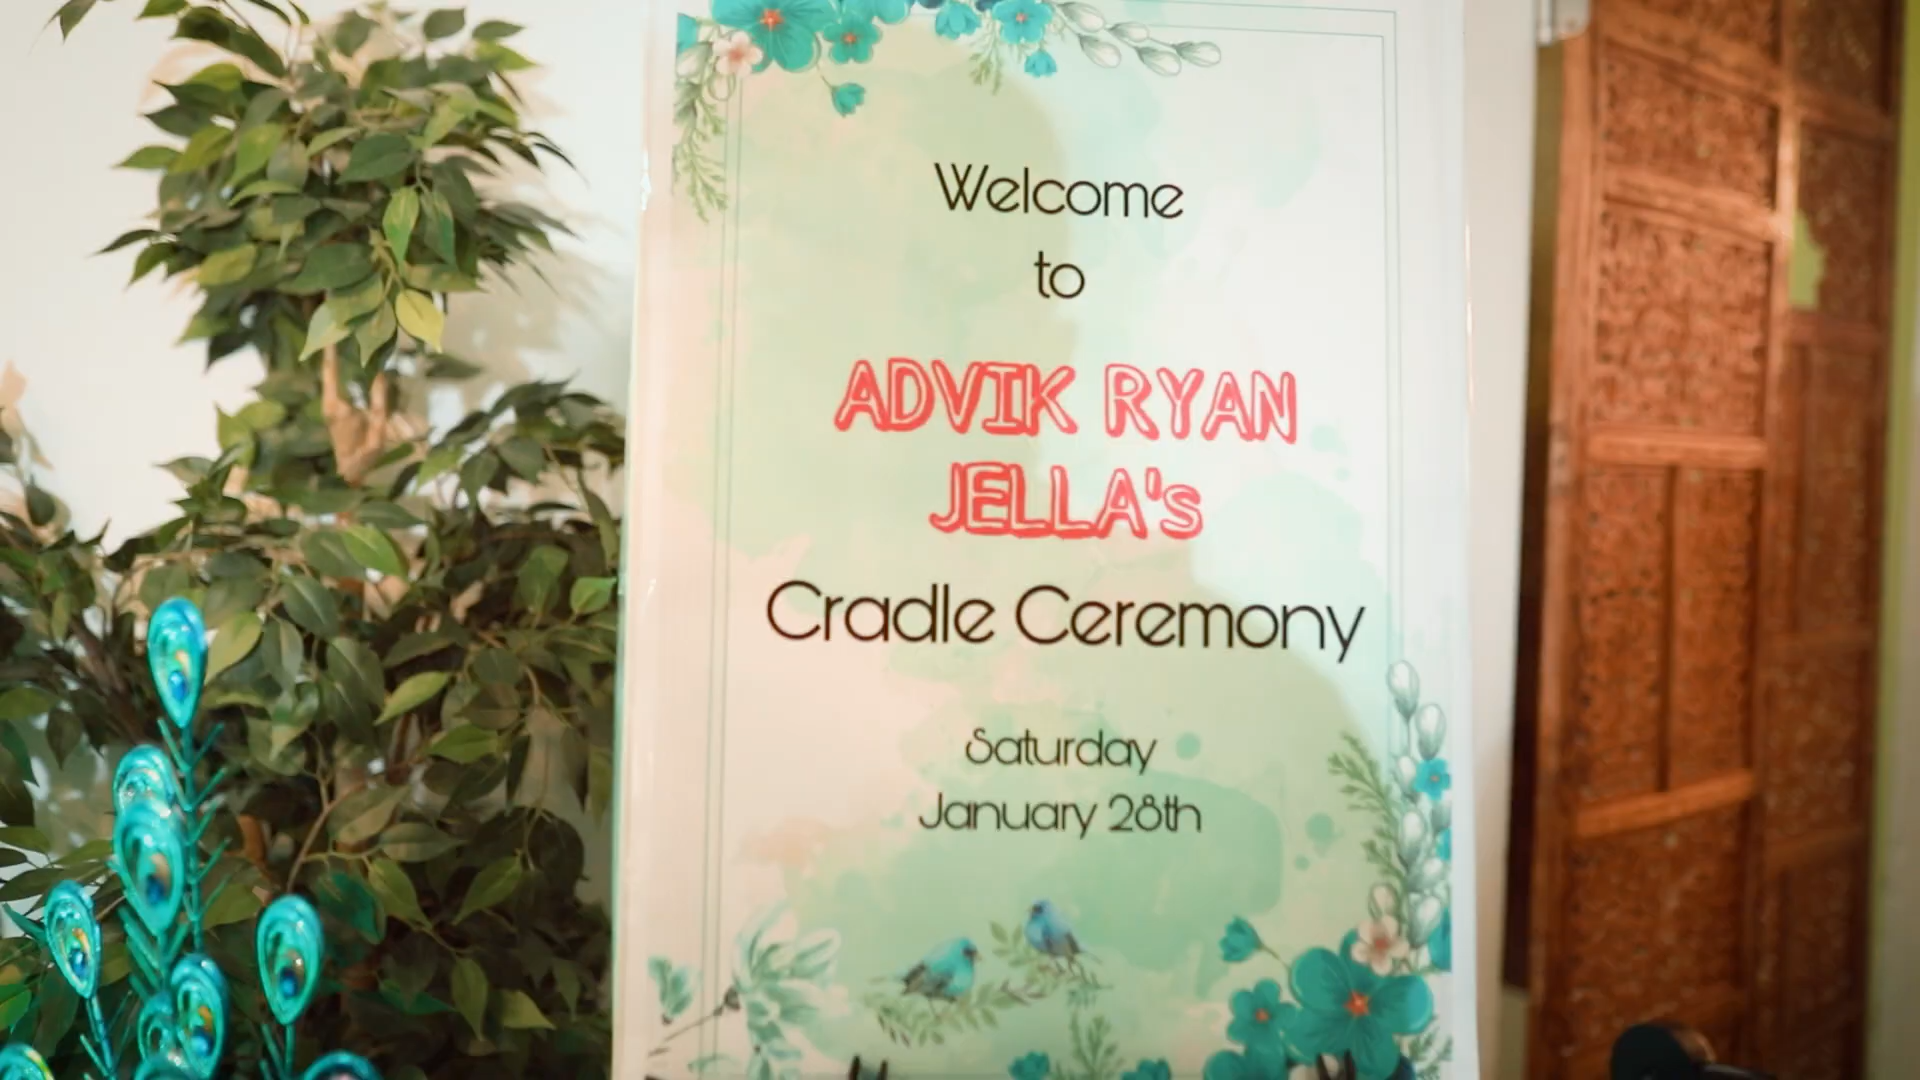 Welcome
to
ADVIK RYAN
JELLA's
Cradle Ceremony
Saturday
January 28th